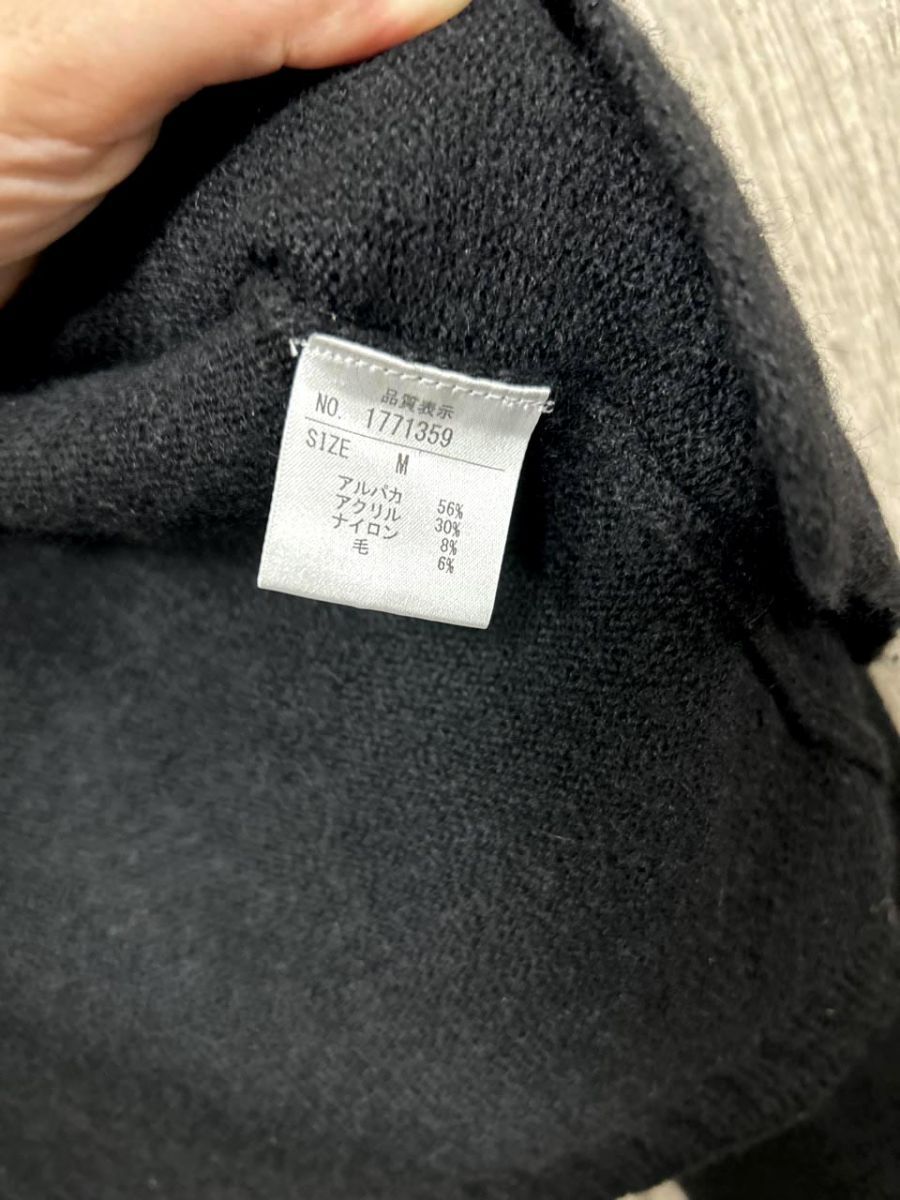 品質表示
NO. 1771359
SIZE M
アルパカ 56%
アクリル 30%
ナイロン 8%
毛 6%